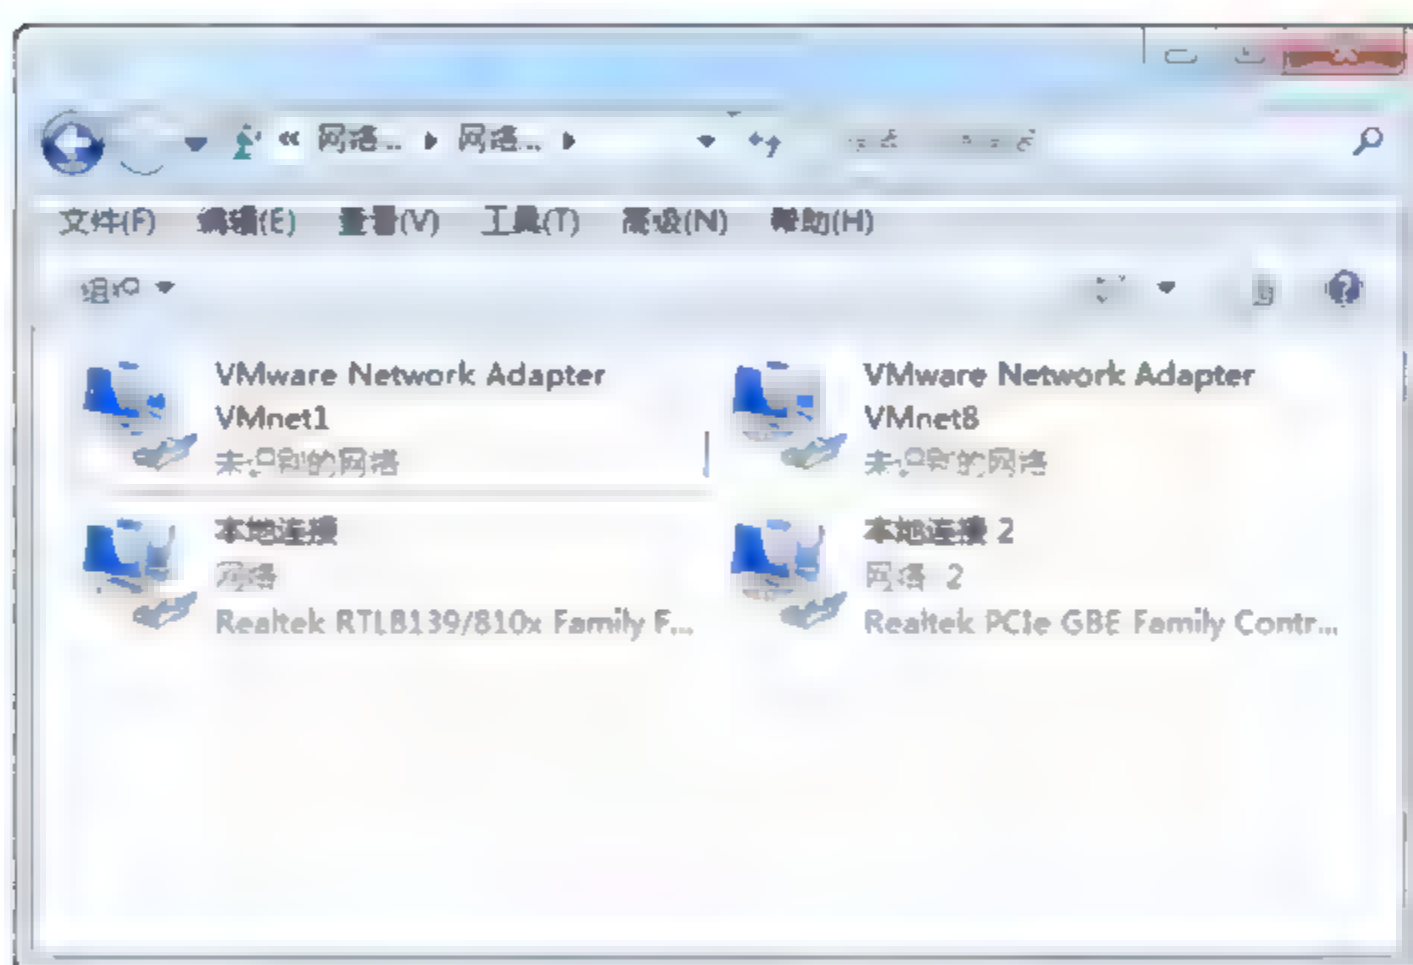 « 网络... ▸ 网络... ▸
文件(F) 编辑(E) 查看(V) 工具(T) 高级(N) 帮助(H)
组织
VMware Network Adapter
VMnet1
未识别的网络
VMware Network Adapter
VMnet8
未识别的网络
本地连接
网络
Realtek RTL8139/810x Family F...
本地连接 2
网络 2
Realtek PCIe GBE Family Contr...